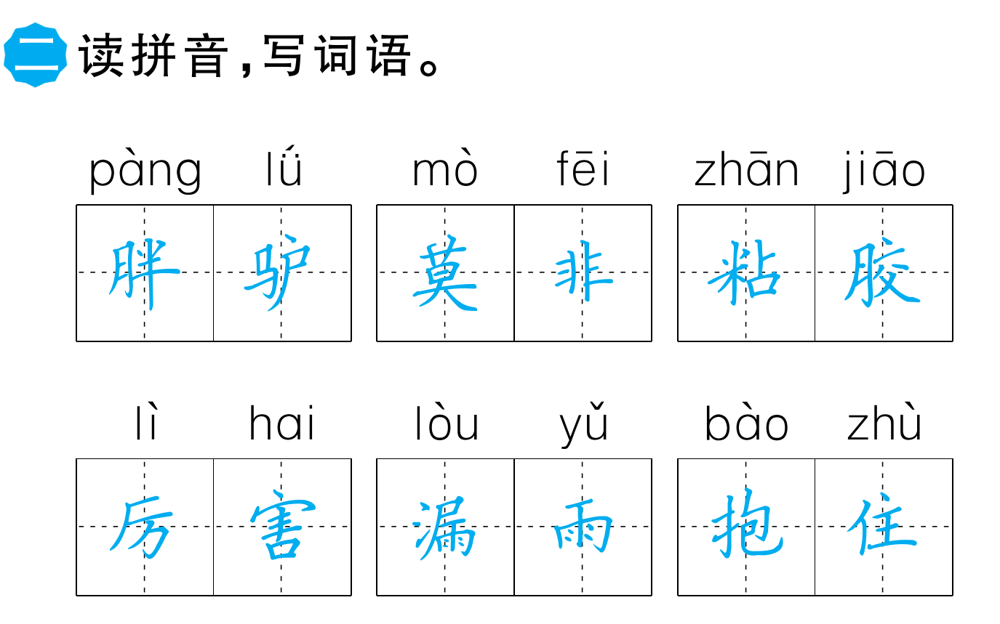 二 读拼音,写词语。
pàng lǘ mò fēi zhān jiāo
胖 驴 莫 非 粘 胶
lì hai lòu yǔ bào zhù
厉 害 漏 雨 抱 住